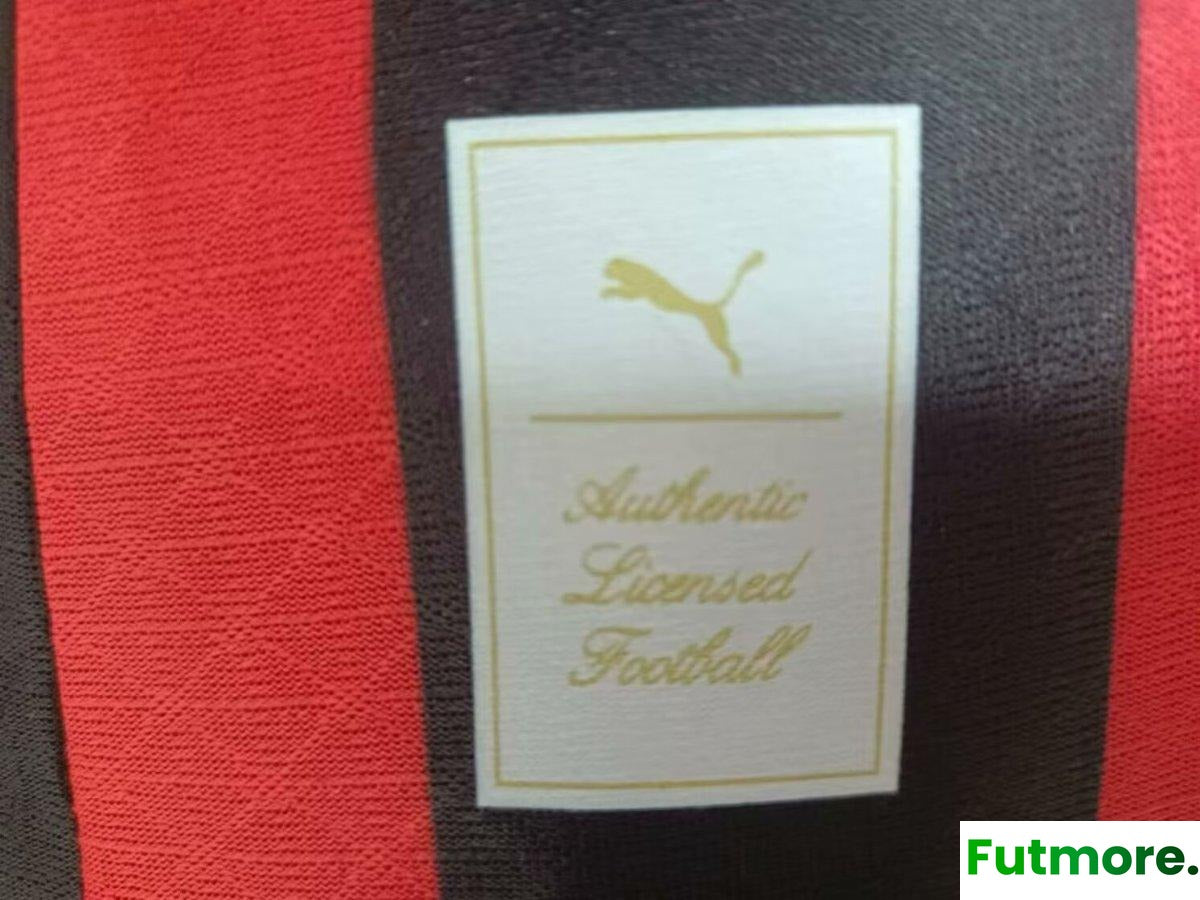 Authentic
Licensed
Football
Futmore.